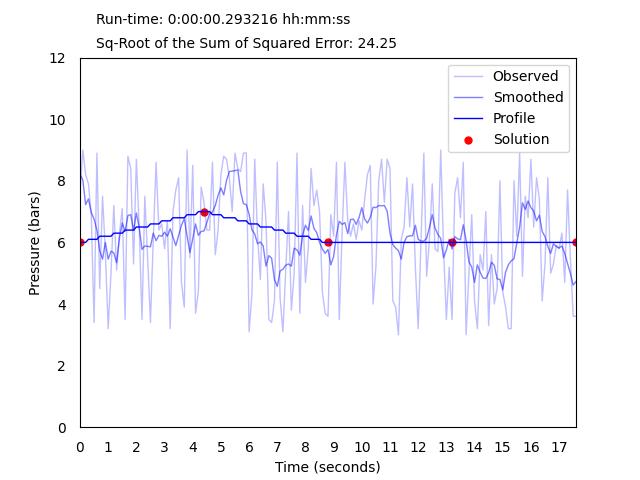 Run-time: 0:00:00.293216 hh:mm:ss
Sq-Root of the Sum of Squared Error: 24.25
Observed
Smoothed
Profile
Solution
Pressure (bars)
12
10
8
6
4
2
0
0 1 2 3 4 5 6 7 8 9 10 11 12 13 14 15 16 17
Time (seconds)